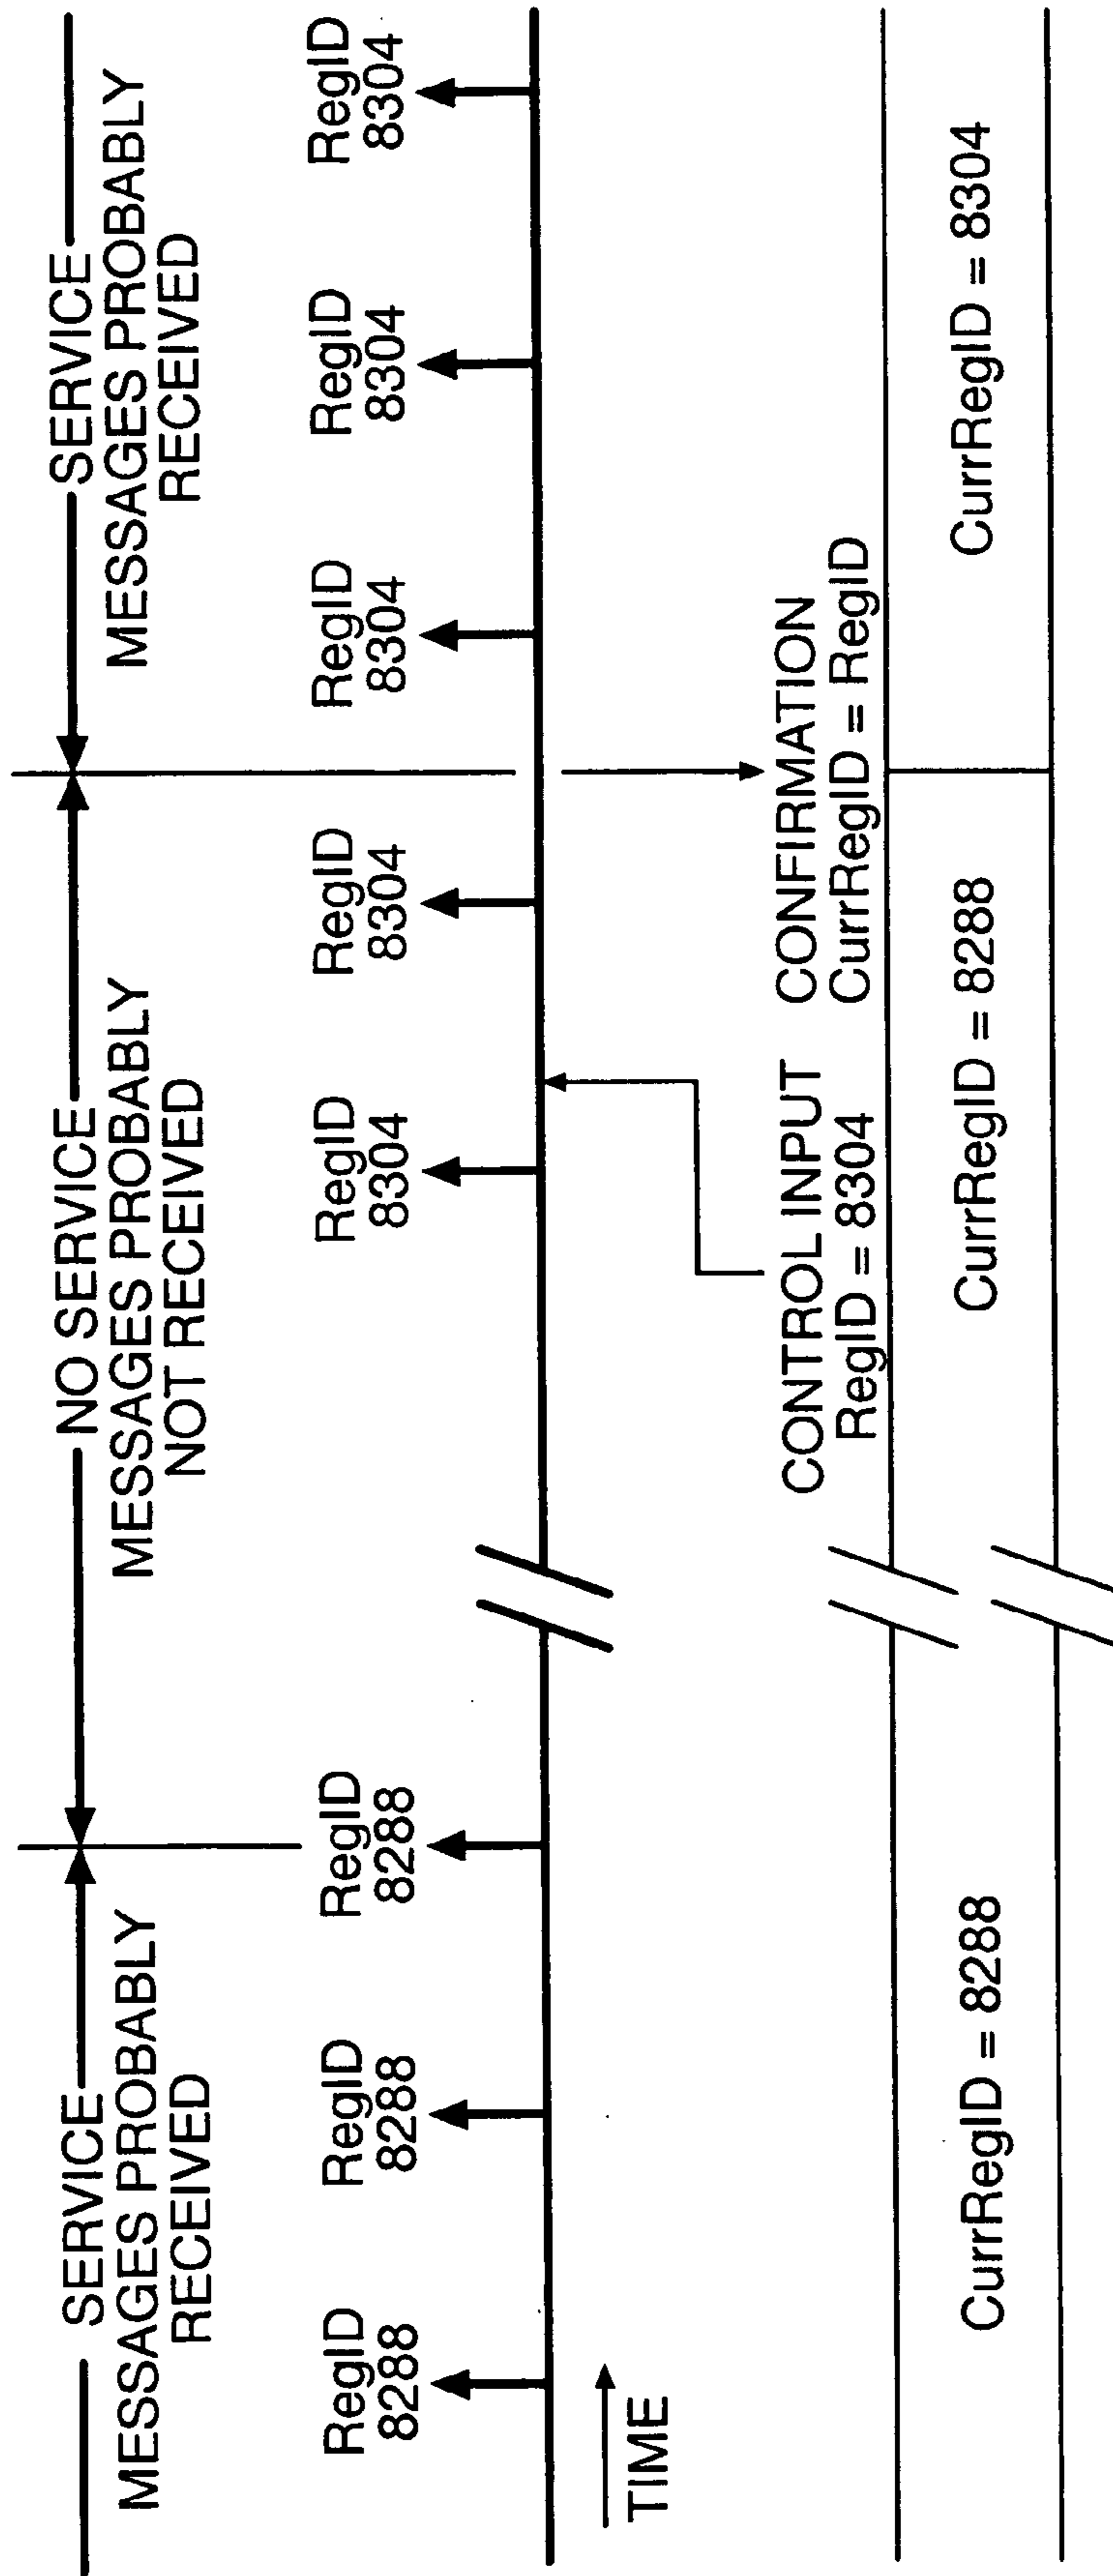 SERVICE
MESSAGES PROBABLY
RECEIVED
NO SERVICE
MESSAGES PROBABLY
NOT RECEIVED
SERVICE
MESSAGES PROBABLY
RECEIVED
RegID
8288
RegID
8288
RegID
8288
RegID
8304
RegID
8304
RegID
8304
RegID
8304
RegID
8304
TIME
CONTROL INPUT
RegID = 8304
CONFIRMATION
CurrRegID = RegID
CurrRegID = 8288
CurrRegID = 8288
CurrRegID = 8304